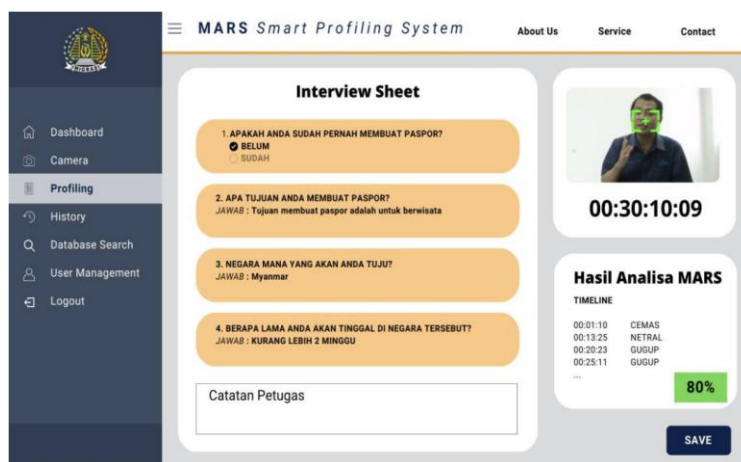 IMIGRASI
MARS Smart Profiling System
About Us
Service
Contact
Dashboard
Camera
Profiling
History
Database Search
User Management
Logout
Interview Sheet
1. APAKAH ANDA SUDAH PERNAH MEMBUAT PASPOR?
BELUM
SUDAH
2. APA TUJUAN ANDA MEMBUAT PASPOR?
JAWAB : Tujuan membuat paspor adalah untuk berwisata
3. NEGARA MANA YANG AKAN ANDA TUJU?
JAWAB : Myanmar
4. BERAPA LAMA ANDA AKAN TINGGAL DI NEGARA TERSEBUT?
JAWAB : KURANG LEBIH 2 MINGGU
Catatan Petugas
00:30:10:09
Hasil Analisa MARS
TIMELINE
00:01:10 CEMAS
00:13:25 NETRAL
00:20:23 GUGUP
00:25:11 GUGUP
...
80%
SAVE